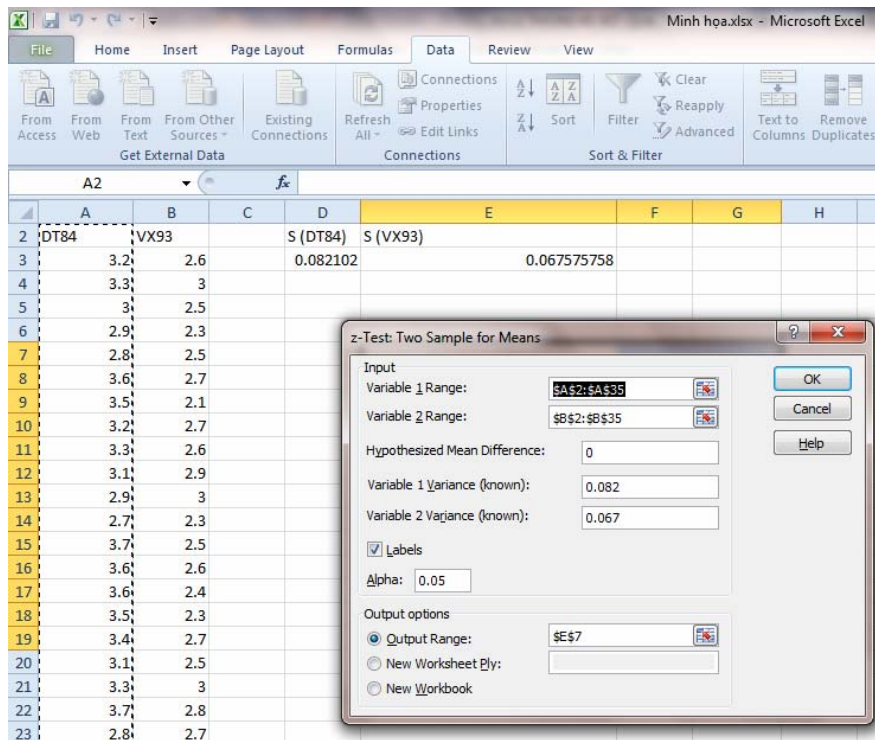 Minh họa.xlsx - Microsoft Excel
File Home Insert Page Layout Formulas Data Review View
From Access
From Web
From Text
From Other Sources
Existing Connections
Get External Data
Refresh All
Connections
Properties
Edit Links
Connections
Sort
Filter
Clear
Reapply
Advanced
Sort & Filter
Text to Columns
Remove Duplicates
A2 fx
A B C D E F G H
2 DT84 VX93 S (DT84) S (VX93)
3 3.2 2.6 0.082102 0.067575758
4 3.3 3
5 3 2.5
6 2.9 2.3
7 2.8 2.5
8 3.6 2.7
9 3.5 2.1
10 3.2 2.7
11 3.3 2.6
12 3.1 2.9
13 2.9 3
14 2.7 2.3
15 3.7 2.5
16 3.6 2.6
17 3.6 2.4
18 3.5 2.3
19 3.4 2.7
20 3.1 2.5
21 3.3 3
22 3.7 2.8
23 2.8 2.7
z-Test: Two Sample for Means
Input
Variable 1 Range: $A$2:$A$35
Variable 2 Range: $B$2:$B$35
Hypothesized Mean Difference: 0
Variable 1 Variance (known): 0.082
Variable 2 Variance (known): 0.067
Labels
Alpha: 0.05
Output options
Output Range: $E$7
New Worksheet Ply:
New Workbook
OK
Cancel
Help